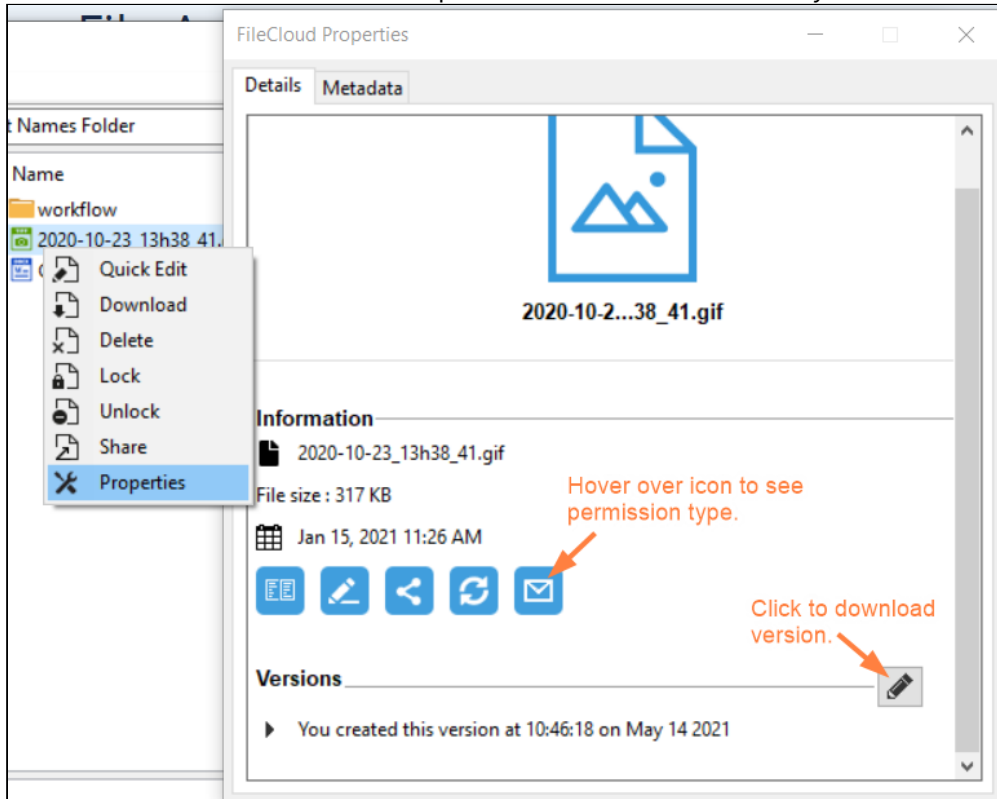 FileCloud Properties
Details Metadata
t Names Folder
Name
workflow
2020-10-23_13h38_41.
Quick Edit
Download
Delete
Lock
Unlock
Share
Properties
2020-10-2...38_41.gif
Information
2020-10-23_13h38_41.gif
File size : 317 KB
Hover over icon to see
permission type.
Jan 15, 2021 11:26 AM
Click to download
version.
Versions
You created this version at 10:46:18 on May 14 2021